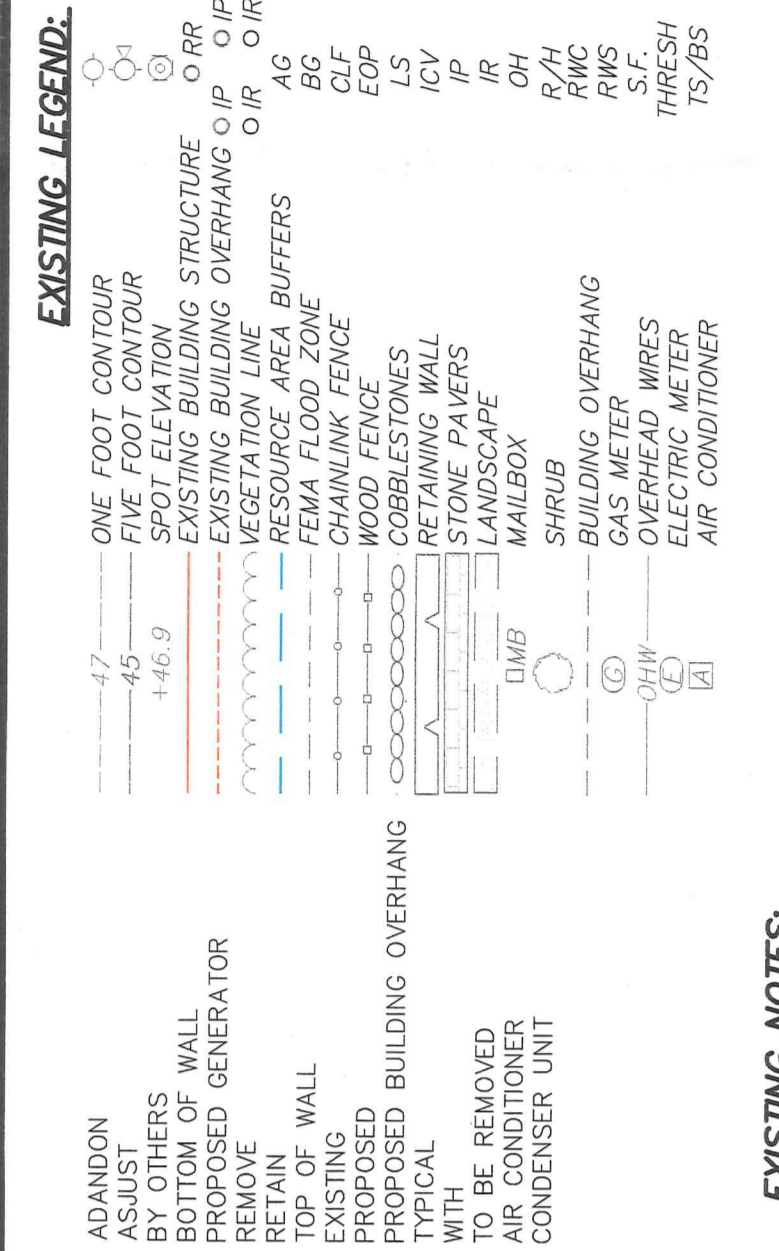 ADANDON
ASJUST
BY OTHERS
BOTTOM OF WALL
PROPOSED GENERATOR
REMOVE
RETAIN
TOP OF WALL
EXISTING
PROPOSED
PROPOSED BUILDING OVERHANG
TYPICAL
WITH
TO BE REMOVED
AIR CONDITIONER
CONDENSER UNIT
EXISTING NOTES:
EXISTING LEGEND:
47 ONE FOOT CONTOUR
45 FIVE FOOT CONTOUR
+46.9 SPOT ELEVATION
EXISTING BUILDING STRUCTURE
EXISTING BUILDING OVERHANG
VEGETATION LINE
RESOURCE AREA BUFFERS
FEMA FLOOD ZONE
CHAINLINK FENCE
WOOD FENCE
COBBLESTONES
RETAINING WALL
STONE PAVERS
LANDSCAPE
MB MAILBOX
SHRUB
BUILDING OVERHANG
G GAS METER
OHW OVERHEAD WIRES
E ELECTRIC METER
A AIR CONDITIONER
RR
IP IP
IR IR
AG
BG
CLF
EOP
LS
ICV
IP
IR
OH
R/H
RWC
RWS
S.F.
THRESH
TS/BS